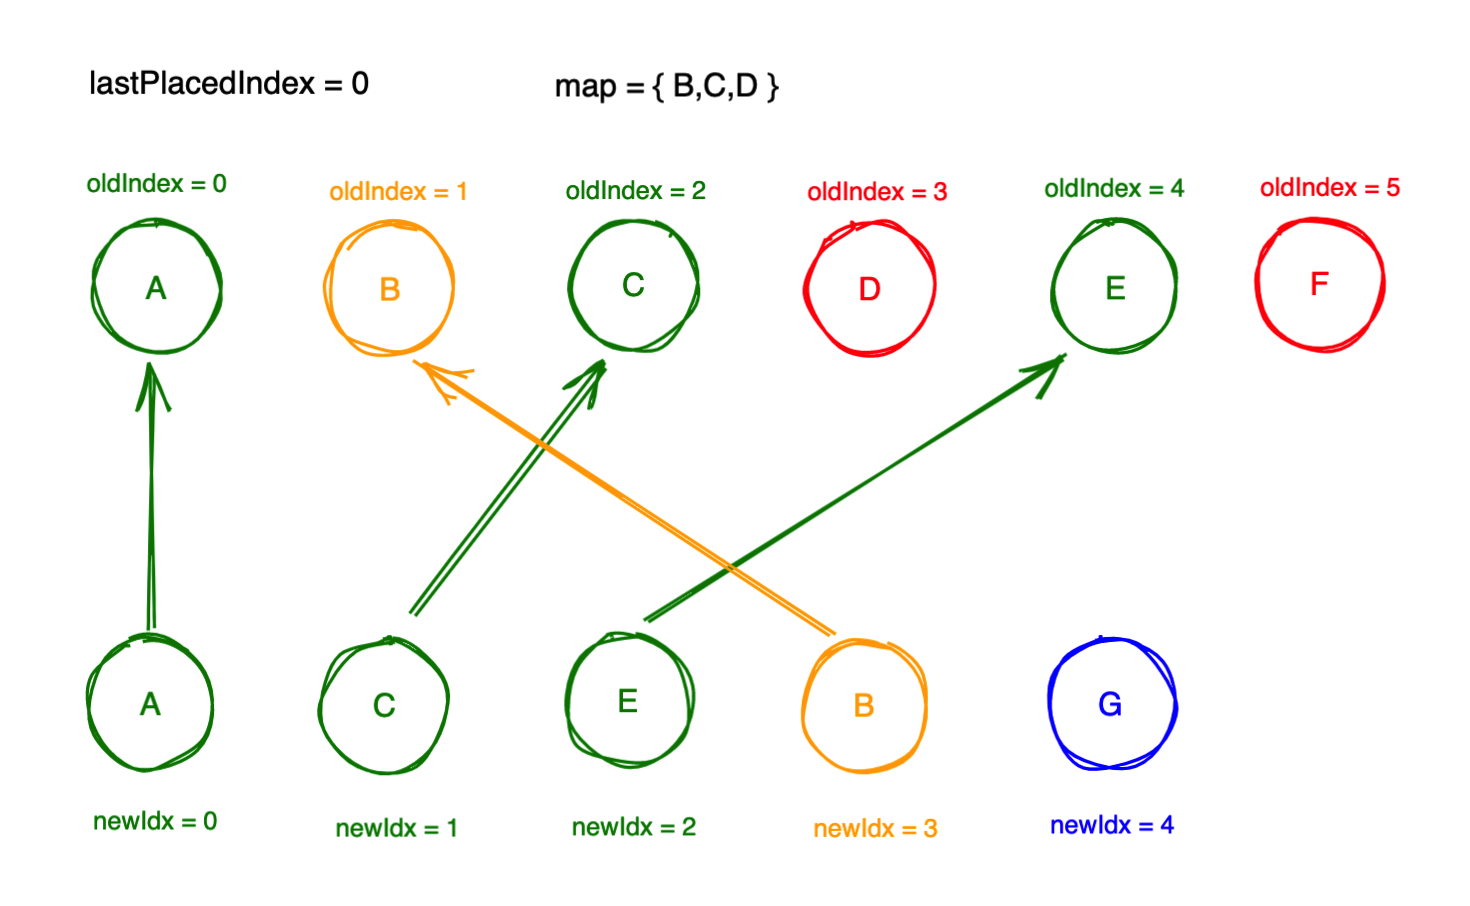 lastPlacedIndex = 0
map = { B,C,D }
oldIndex = 0
oldIndex = 1
oldIndex = 2
oldIndex = 3
oldIndex = 4
oldIndex = 5
A
B
C
D
E
F
A
C
E
B
G
newIdx = 0
newIdx = 1
newIdx = 2
newIdx = 3
newIdx = 4